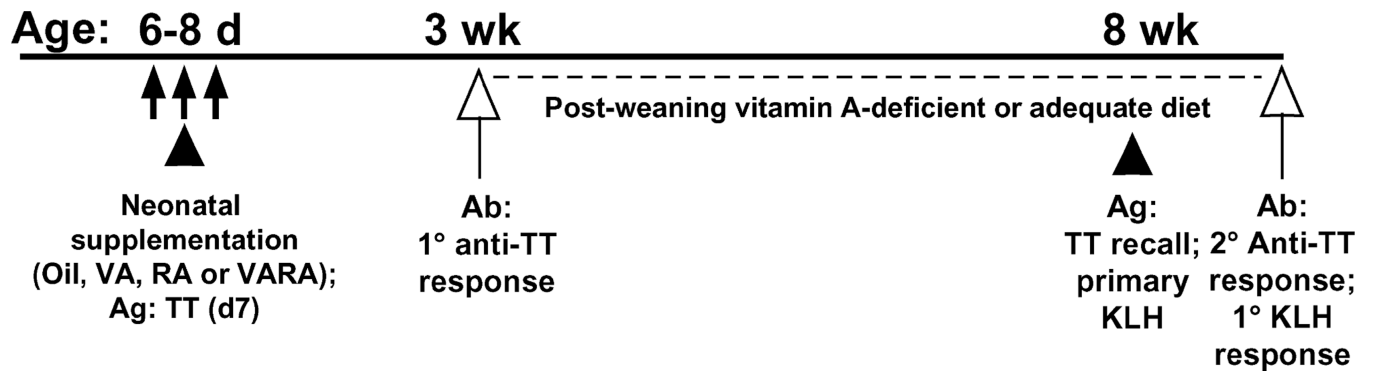 Age: 6-8 d 3 wk 8 wk
Post-weaning vitamin A-deficient or adequate diet
Neonatal
supplementation
(Oil, VA, RA or VARA);
Ag: TT (d7)
Ab:
1° anti-TT
response
Ag:
TT recall;
primary
KLH
Ab:
2° Anti-TT
response;
1° KLH
response